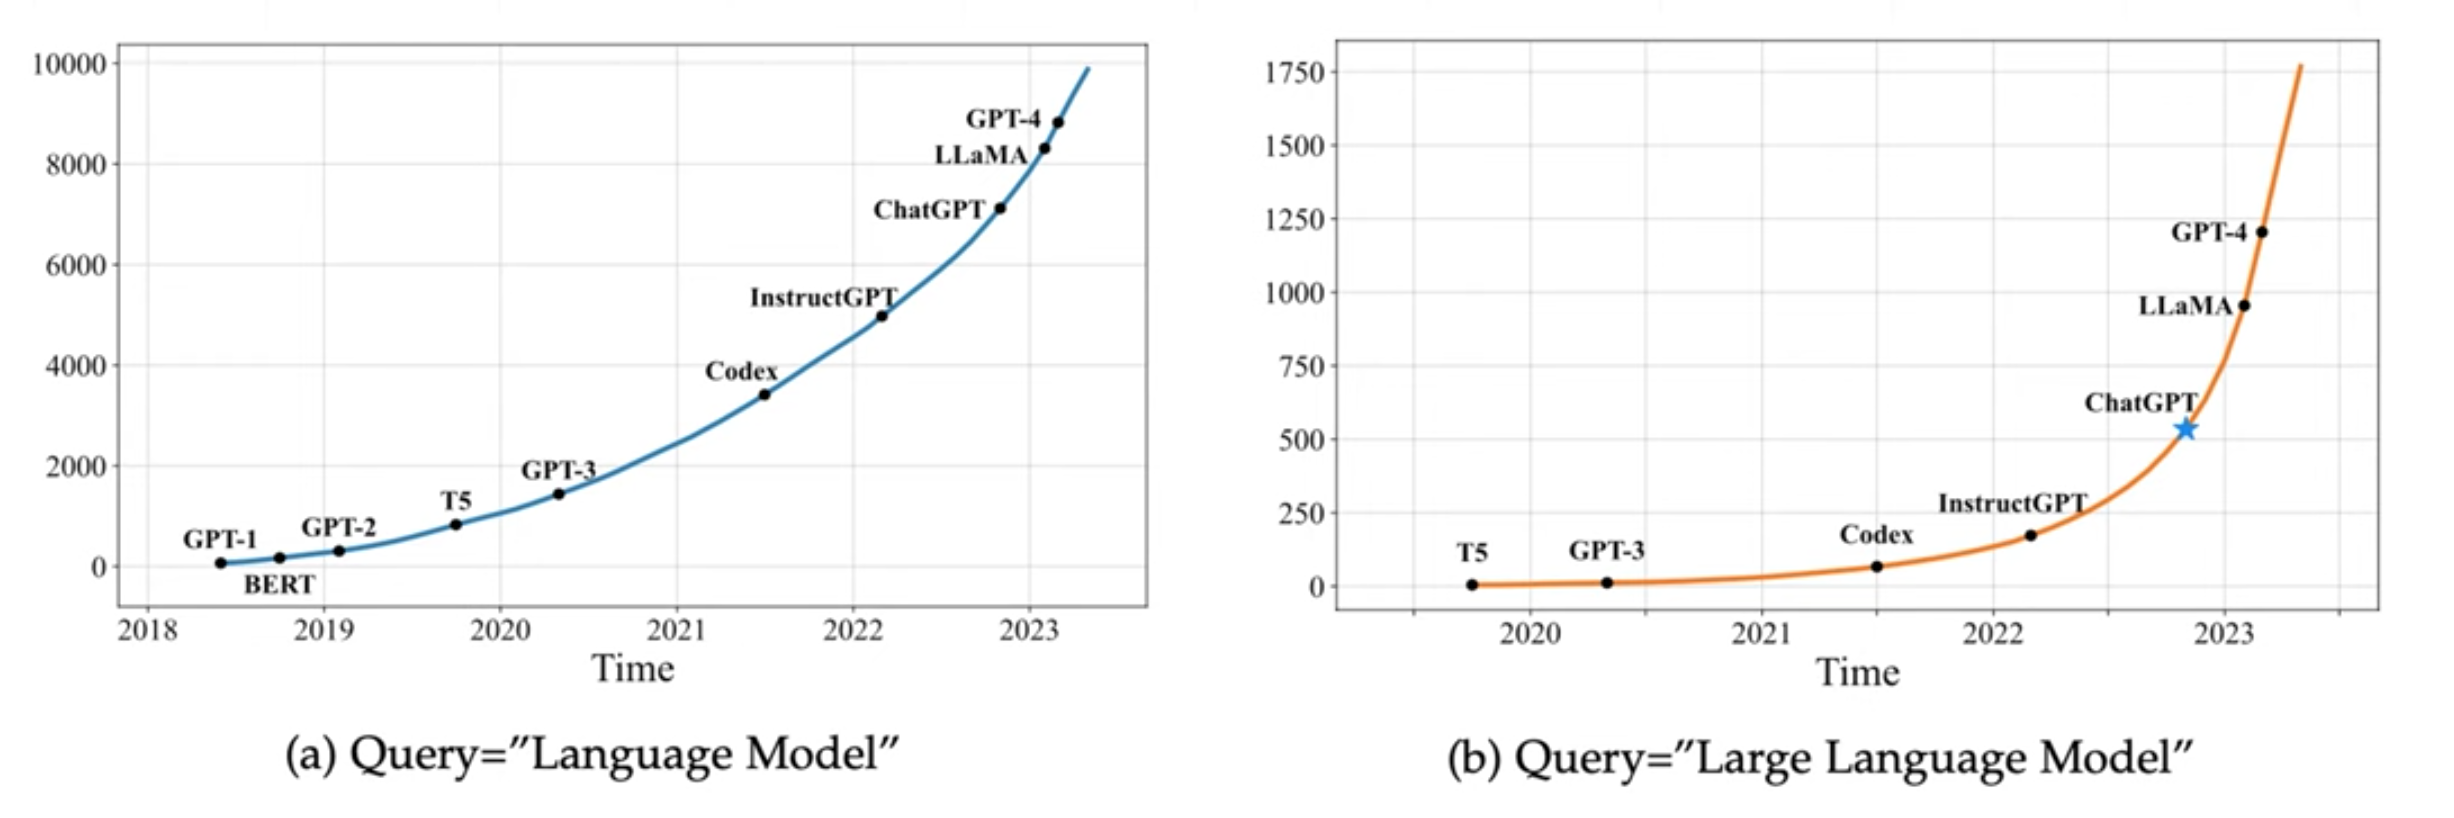 10000
8000
6000
4000
2000
0
GPT-4
LLaMA
ChatGPT
InstructGPT
Codex
GPT-3
T5
GPT-2
GPT-1
BERT
2018 2019 2020 2021 2022 2023
Time
(a) Query=”Language Model”
1750
1500
1250
1000
750
500
250
0
GPT-4
LLaMA
ChatGPT
InstructGPT
Codex
GPT-3
T5
2020 2021 2022 2023
Time
(b) Query=”Large Language Model”